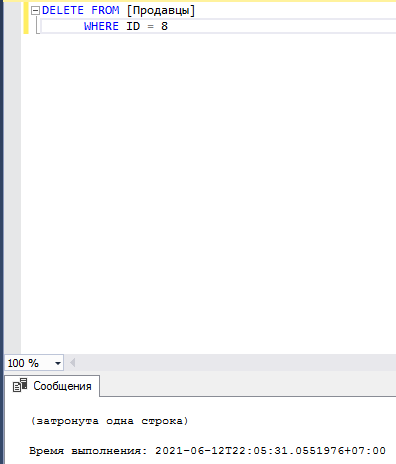 DELETE FROM [Продавцы]
WHERE ID = 8
100 %
Сообщения
(затронута одна строка)
Время выполнения: 2021-06-12T22:05:31.0551976+07:00